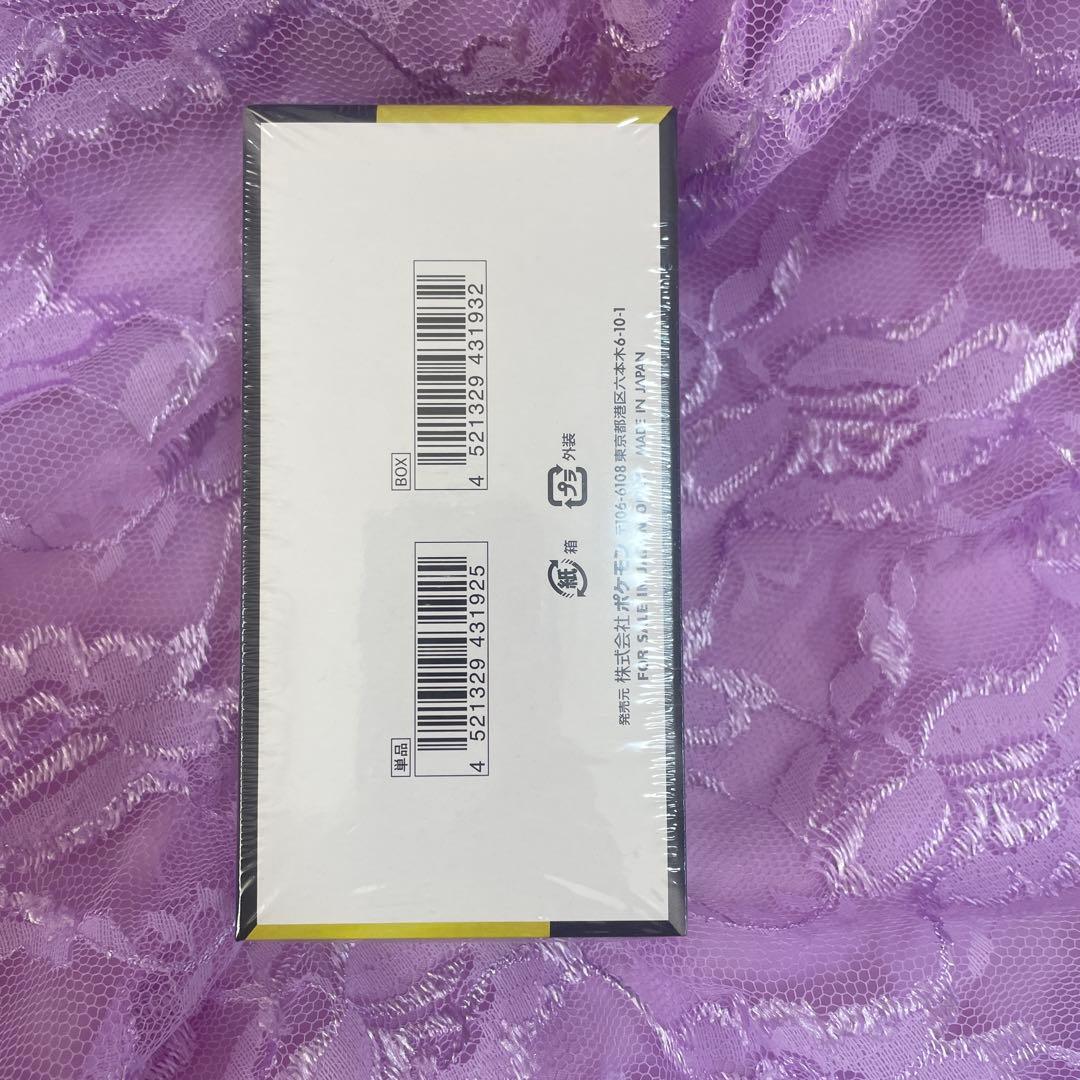 単品
4 521329 431925
BOX
4 521329 431932
紙 箱
プラ 外装
発売元 株式会社 ポケモン 〒106-6108 東京都港区六本木6-10-1
FOR SALE IN JAPAN ONLY MADE IN JAPAN